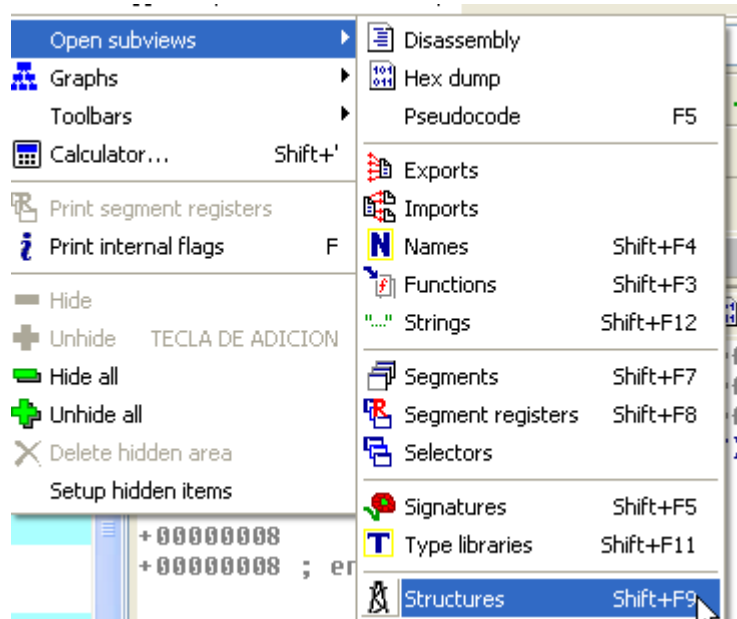 Open subviews
Graphs
Toolbars
Calculator... Shift+'
Print segment registers
Print internal flags F
Hide
Unhide TECLA DE ADICION
Hide all
Unhide all
Delete hidden area
Setup hidden items
+00000008
+00000008 ; er
Disassembly
Hex dump
Pseudocode F5
Exports
Imports
Names Shift+F4
Functions Shift+F3
Strings Shift+F12
Segments Shift+F7
Segment registers Shift+F8
Selectors
Signatures Shift+F5
Type libraries Shift+F11
Structures Shift+F9